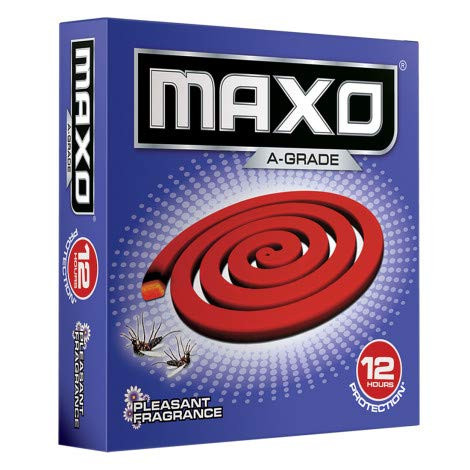 MAXO
A-GRADE
12
HOURS
PROTECTION*
PLEASANT
FRAGRANCE
MAXO
®
A-GRADE
12
HOURS
PROTECTION*
PLEASANT
FRAGRANCE